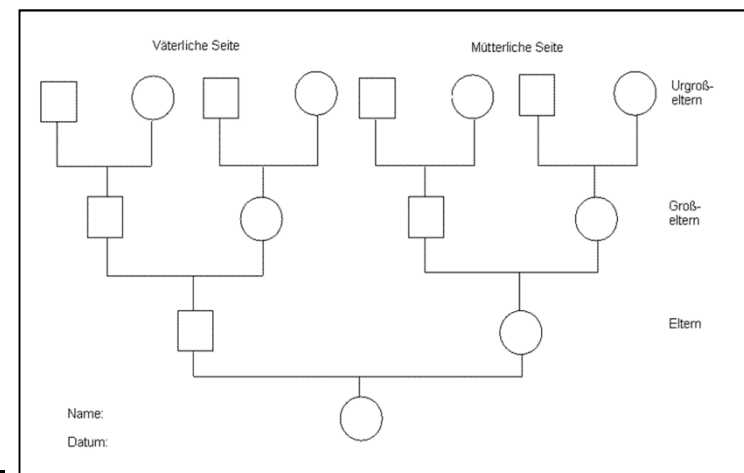 Väterliche Seite
Mütterliche Seite
Urgroß-
eltern
Groß-
eltern
Eltern
Name:
Datum: